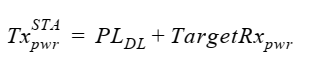 Tx_{pwr}^{STA} = PL_{DL} + TargetRx_{pwr}